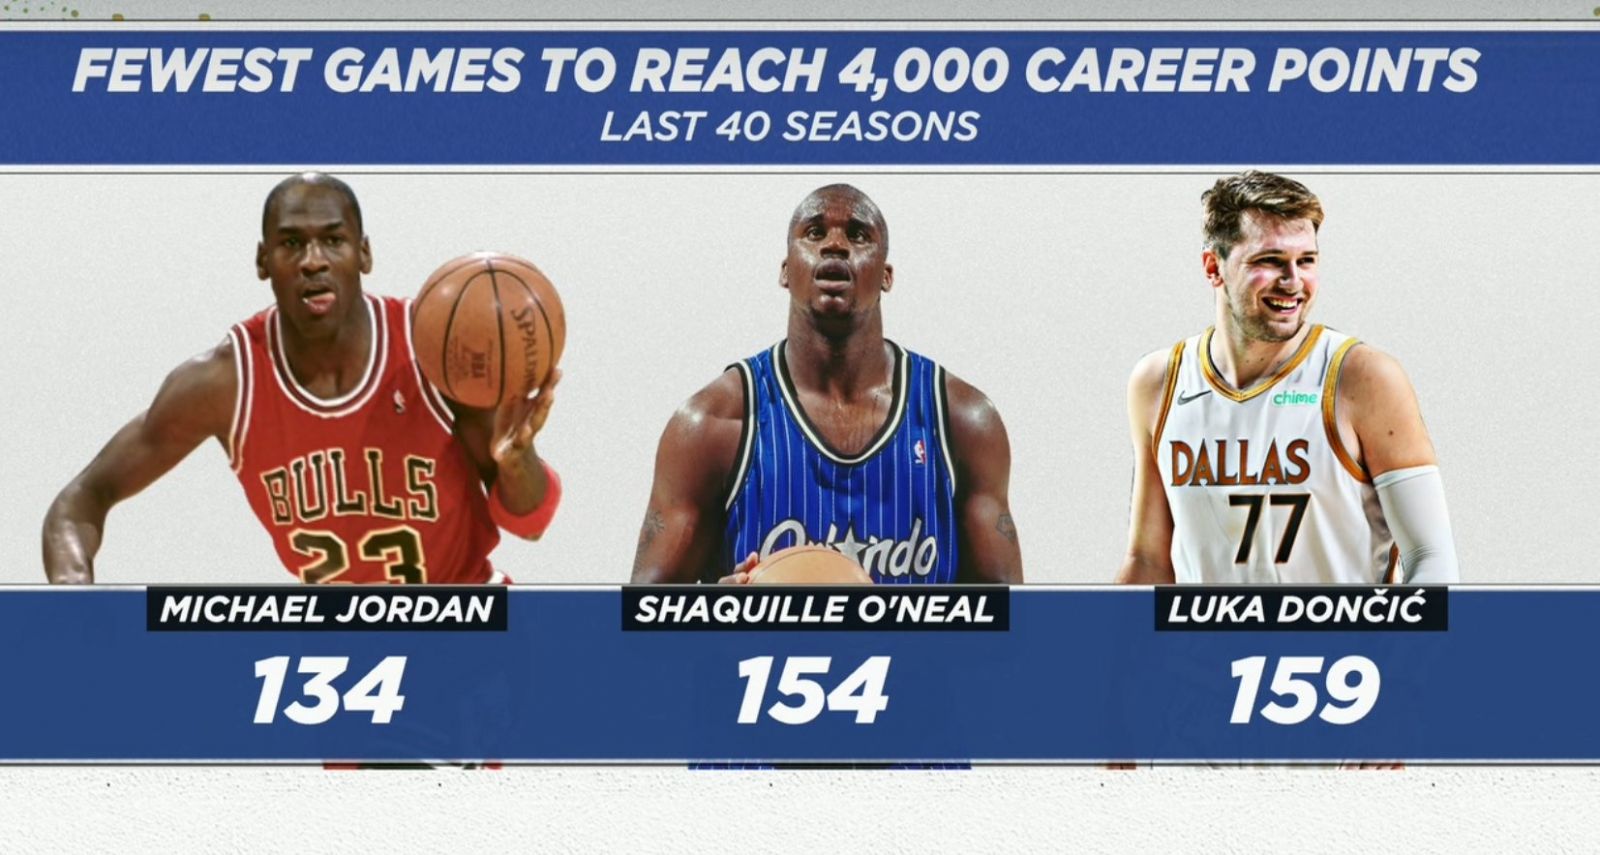 FEWEST GAMES TO REACH 4,000 CAREER POINTS
LAST 40 SEASONS
SPALDING
NBA
BULLS
23
Orlando
chime
DALLAS
77
MICHAEL JORDAN
SHAQUILLE O'NEAL
LUKA DONČIĆ
134
154
159